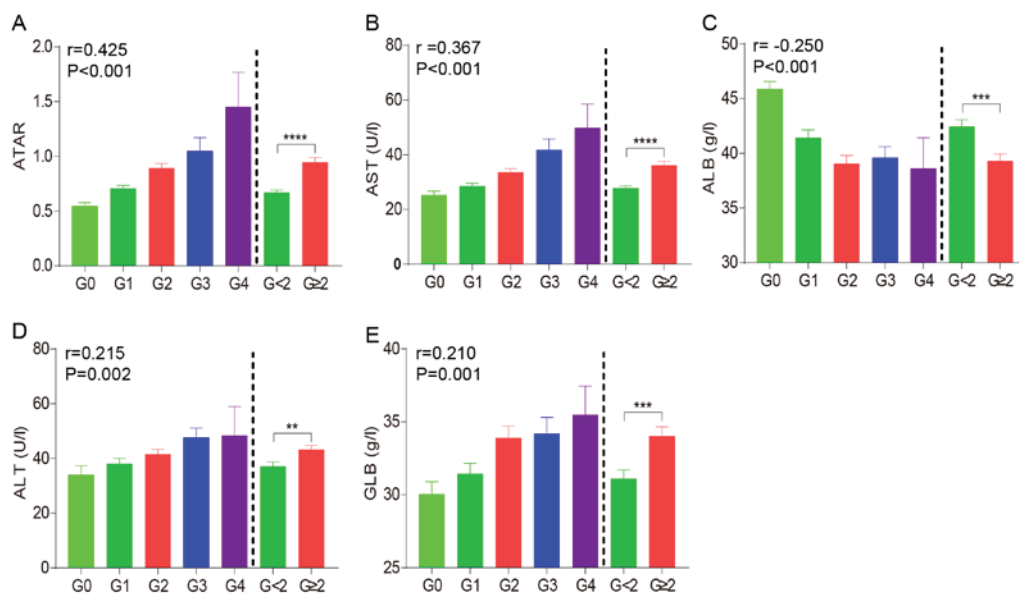 A
r=0.425
P<0.001
ATAR
2.0
1.5
1.0
0.5
0.0
****
G0 G1 G2 G3 G4 G<2 G≥2
B
r =0.367
P<0.001
AST (U/l)
80
60
40
20
0
****
G0 G1 G2 G3 G4 G<2 G≥2
C
r= -0.250
P<0.001
ALB (g/l)
50
45
40
35
30
***
G0 G1 G2 G3 G4 G<2 G≥2
D
r=0.215
P=0.002
ALT (U/l)
80
60
40
20
0
**
G0 G1 G2 G3 G4 G<2 G≥2
E
r=0.210
P=0.001
GLB (g/l)
40
35
30
25
***
G0 G1 G2 G3 G4 G<2 G≥2